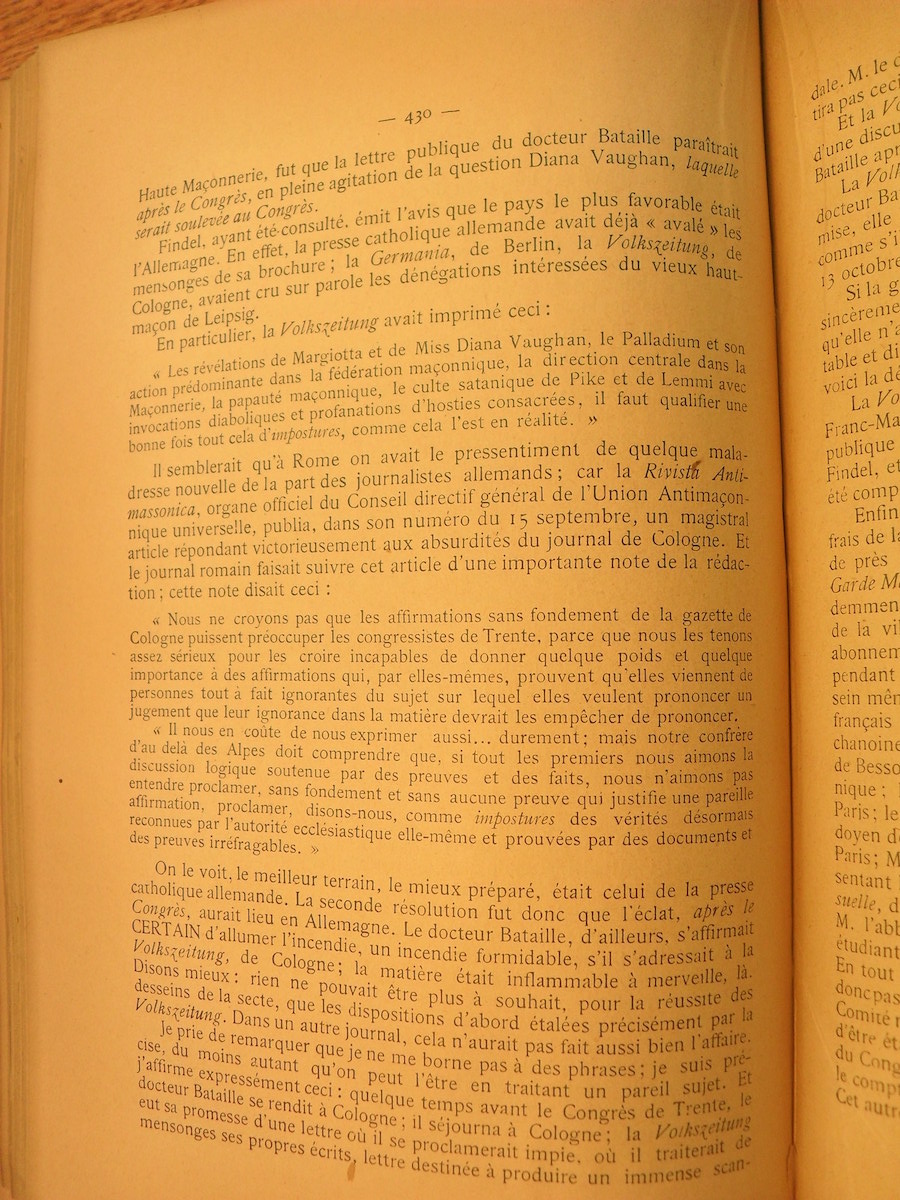 — 430 —
Haute Maçonnerie, fut que la lettre publique du docteur Bataille paraîtrait
après le Congrès, en pleine agitation de la question Diana Vaughan, laquelle
serait soulevée au Congrès.
Findel, ayant été consulté, émit l'avis que le pays le plus favorable était
l'Allemagne. En effet, la presse catholique allemande avait déjà « avalé » les
mensonges de sa brochure ; la Germania, de Berlin, la Volkszeitung, de
Cologne, avaient cru sur parole les dénégations intéressées du vieux haut-
maçon de Leipsig.
En particulier, la Volkszeitung avait imprimé ceci :
« Les révélations de Margiotta et de Miss Diana Vaughan, le Palladium et son
action prédominante dans la fédération maçonnique, la direction centrale dans la
Maçonnerie, la papauté maçonnique, le culte satanique de Pike et de Lemmi avec
invocations diaboliques et profanations d'hosties consacrées, il faut qualifier une
bonne fois tout cela d'impostures, comme cela l'est en réalité. »
Il semblerait qu'à Rome on avait le pressentiment de quelque mala-
dresse nouvelle de la part des journalistes allemands ; car la Rivista Anti-
massonica, organe officiel du Conseil directif général de l'Union Antimaçon-
nique universelle, publia, dans son numéro du 15 septembre, un magistral
article répondant victorieusement aux absurdités du journal de Cologne. Et
le journal romain faisait suivre cet article d'une importante note de la rédac-
tion ; cette note disait ceci :
« Nous ne croyons pas que les affirmations sans fondement de la gazette de
Cologne puissent préoccuper les congressistes de Trente, parce que nous les tenons
assez sérieux pour les croire incapables de donner quelque poids et quelque
importance à des affirmations qui, par elles-mêmes, prouvent qu'elles viennent de
personnes tout à fait ignorantes du sujet sur lequel elles veulent prononcer un
jugement que leur ignorance dans la matière devrait les empêcher de prononcer.
« Il nous en coûte de nous exprimer aussi... durement ; mais notre confrère
d'au delà des Alpes doit comprendre que, si tout les premiers nous aimons la
discussion logique soutenue par des preuves et des faits, nous n'aimons pas
entendre proclamer, sans fondement et sans aucune preuve qui justifie une pareille
affirmation, proclamer, disons-nous, comme impostures des vérités désormais
reconnues par l'autorité ecclésiastique elle-même et prouvées par des documents et
des preuves irréfragables. »
On le voit, le meilleur terrain, le mieux préparé, était celui de la presse
catholique allemande. La seconde résolution fut donc que l'éclat, après le
Congrès, aurait lieu en Allemagne. Le docteur Bataille, d'ailleurs, s'affirmait
CERTAIN d'allumer l'incendie, un incendie formidable, s'il s'adressait à la
Volkszeitung, de Cologne ; la matière était inflammable à merveille, là.
Disons mieux : rien ne pouvait être plus à souhait, pour la réussite des
desseins de la secte, que les dispositions d'abord étalées précisément par la
Volkszeitung. Dans un autre journal, cela n'aurait pas fait aussi bien l'affaire.
Je prie de remarquer que je ne me borne pas à des phrases ; je suis pré-
cise, du moins autant qu'on peut l'être en traitant un pareil sujet. Et
j'affirme expressément ceci : quelque temps avant le Congrès de Trente, le
docteur Bataille se rendit à Cologne ; il séjourna à Cologne ; la Volkszeitung
eut sa promesse d'une lettre où il se proclamerait impie, où il traiterait de
mensonges ses propres écrits, lettre destinée à produire un immense scan-
dale. M. le
tira pas ceci
Et la
d'une discu
Bataille apr
La Volk
docteur Ba
mise, elle
comme s'i
13 octobre
Si la g
sincèreme
qu'elle n'a
table et di
voici la dé
La Vo
Franc-Ma
publique
Findel, et
été comp
Enfin
frais de la
de près
Garde M
demmen
de la vi
abonnem
pendant
sein mêm
français
chanoine
de Besso
nique ;
Paris ; le
doyen d
Paris ; M
sentant
suelle, d
M. l'abb
étudiant
En tout
donc pas
Comité
d'être ét
du Cong
le comp
Cet autr